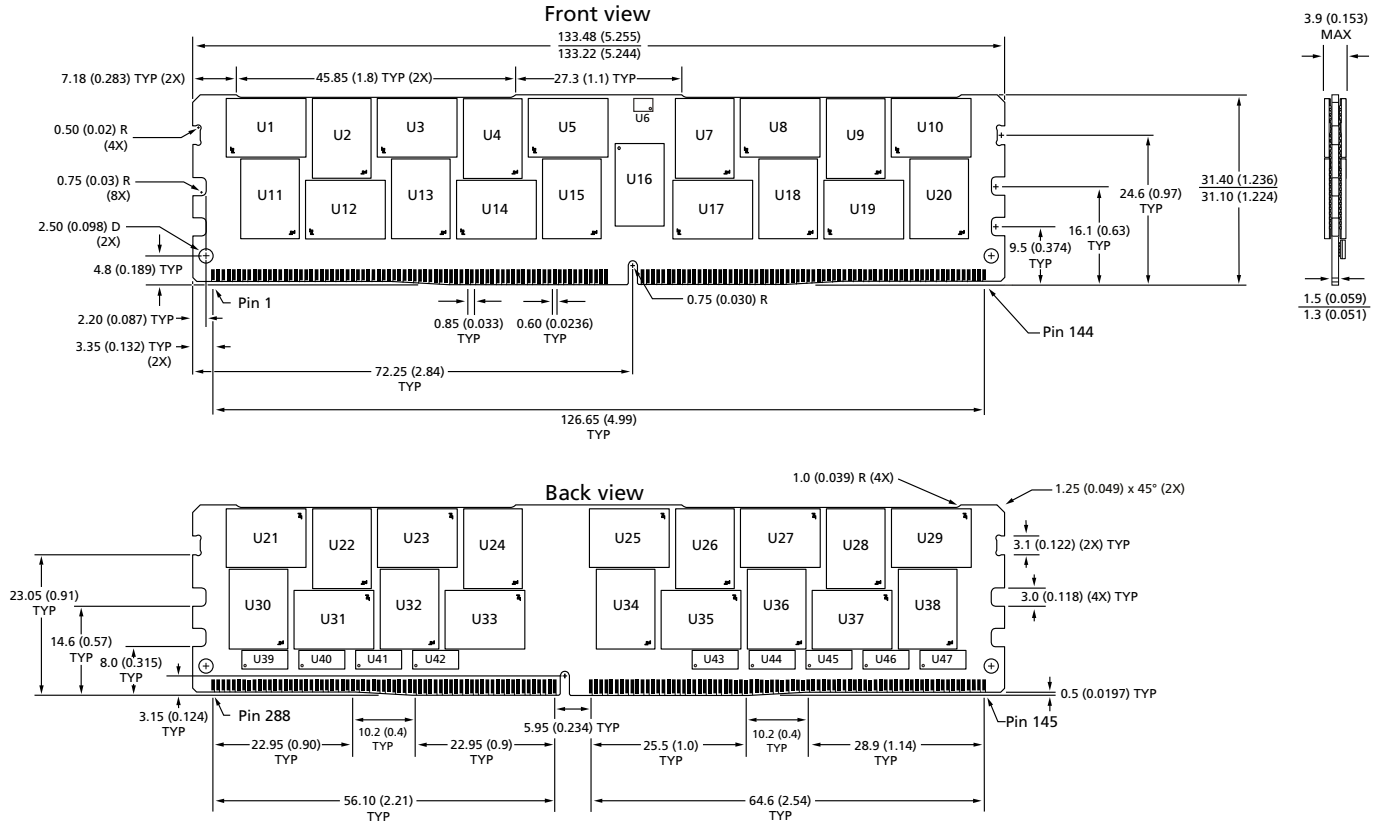 Front view
133.48 (5.255)
133.22 (5.244)
3.9 (0.153)
MAX
7.18 (0.283) TYP (2X)
45.85 (1.8) TYP (2X)
27.3 (1.1) TYP
0.50 (0.02) R
(4X)
0.75 (0.03) R
(8X)
2.50 (0.098) D
(2X)
4.8 (0.189) TYP
2.20 (0.087) TYP
3.35 (0.132) TYP
(2X)
U1
U2
U3
U4
U5
U6
U7
U8
U9
U10
U11
U12
U13
U14
U15
U16
U17
U18
U19
U20
31.40 (1.236)
31.10 (1.224)
24.6 (0.97)
TYP
16.1 (0.63)
TYP
9.5 (0.374)
TYP
1.5 (0.059)
1.3 (0.051)
Pin 1
0.85 (0.033)
TYP
0.60 (0.0236)
TYP
0.75 (0.030) R
Pin 144
72.25 (2.84)
TYP
126.65 (4.99)
TYP
Back view
1.0 (0.039) R (4X)
1.25 (0.049) x 45° (2X)
U21
U22
U23
U24
U25
U26
U27
U28
U29
3.1 (0.122) (2X) TYP
3.0 (0.118) (4X) TYP
U30
U31
U32
U33
U34
U35
U36
U37
U38
U39
U40
U41
U42
U43
U44
U45
U46
U47
23.05 (0.91)
TYP
14.6 (0.57)
TYP
8.0 (0.315)
TYP
3.15 (0.124)
TYP
0.5 (0.0197) TYP
Pin 288
Pin 145
5.95 (0.234) TYP
22.95 (0.90)
TYP
10.2 (0.4)
TYP
22.95 (0.9)
TYP
25.5 (1.0)
TYP
10.2 (0.4)
TYP
28.9 (1.14)
TYP
56.10 (2.21)
TYP
64.6 (2.54)
TYP